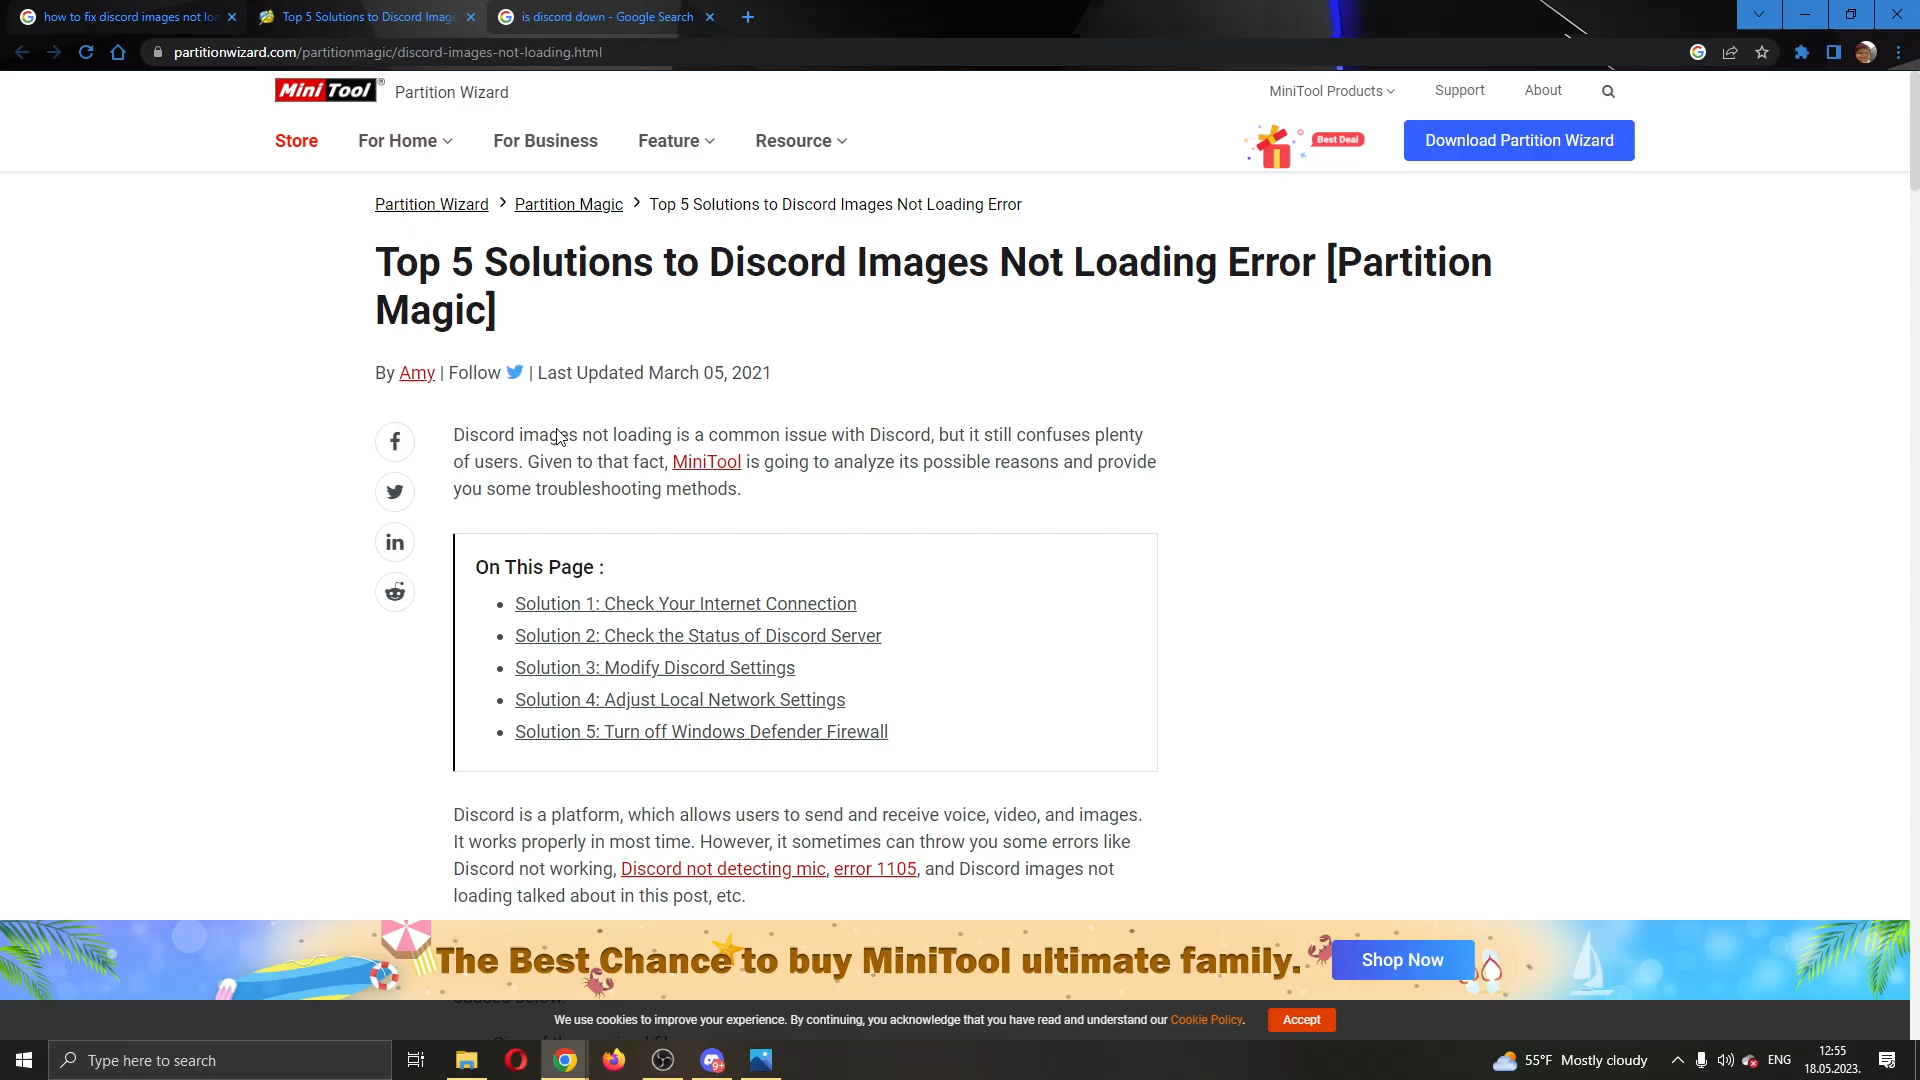 how to fix discord images not loa
Top 5 Solutions to Discord Image
is discord down - Google Search
partitionwizard.com/partitionmagic/discord-images-not-loading.html
MiniTool® Partition Wizard
MiniTool Products
Support
About
Store
For Home
For Business
Feature
Resource
Best Deal
Download Partition Wizard
Partition Wizard > Partition Magic > Top 5 Solutions to Discord Images Not Loading Error
Top 5 Solutions to Discord Images Not Loading Error [Partition
Magic]
By Amy | Follow | Last Updated March 05, 2021
Discord images not loading is a common issue with Discord, but it still confuses plenty
of users. Given to that fact, MiniTool is going to analyze its possible reasons and provide
you some troubleshooting methods.
On This Page :
• Solution 1: Check Your Internet Connection
• Solution 2: Check the Status of Discord Server
• Solution 3: Modify Discord Settings
• Solution 4: Adjust Local Network Settings
• Solution 5: Turn off Windows Defender Firewall
Discord is a platform, which allows users to send and receive voice, video, and images.
It works properly in most time. However, it sometimes can throw you some errors like
Discord not working, Discord not detecting mic, error 1105, and Discord images not
loading talked about in this post, etc.
The Best Chance to buy MiniTool ultimate family.
Shop Now
We use cookies to improve your experience. By continuing, you acknowledge that you have read and understand our Cookie Policy.
Accept
Type here to search
9+
55°F Mostly cloudy
ENG
12:55
18.05.2023.